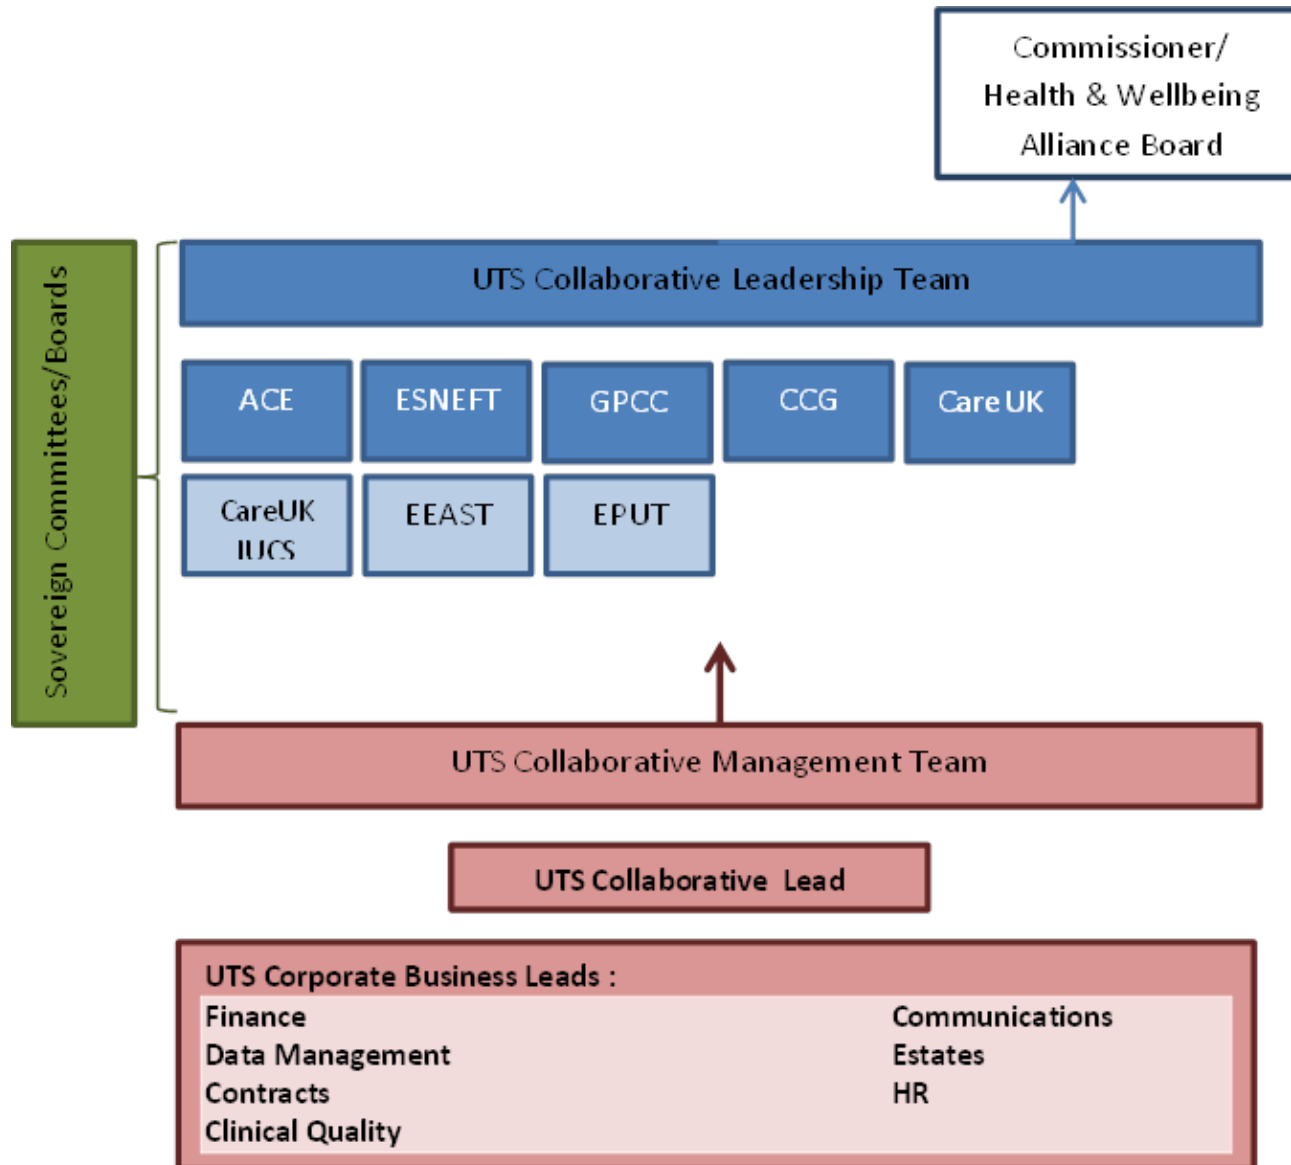 Commissioner/
Health & Wellbeing
Alliance Board
Sovereign Committees/Boards
UTS Collaborative Leadership Team
ACE
ESNEFT
GPCC
CCG
Care UK
CareUK
IUCS
EEAST
EPUT
UTS Collaborative Management Team
UTS Collaborative Lead
UTS Corporate Business Leads :
Finance
Communications
Data Management
Estates
Contracts
HR
Clinical Quality